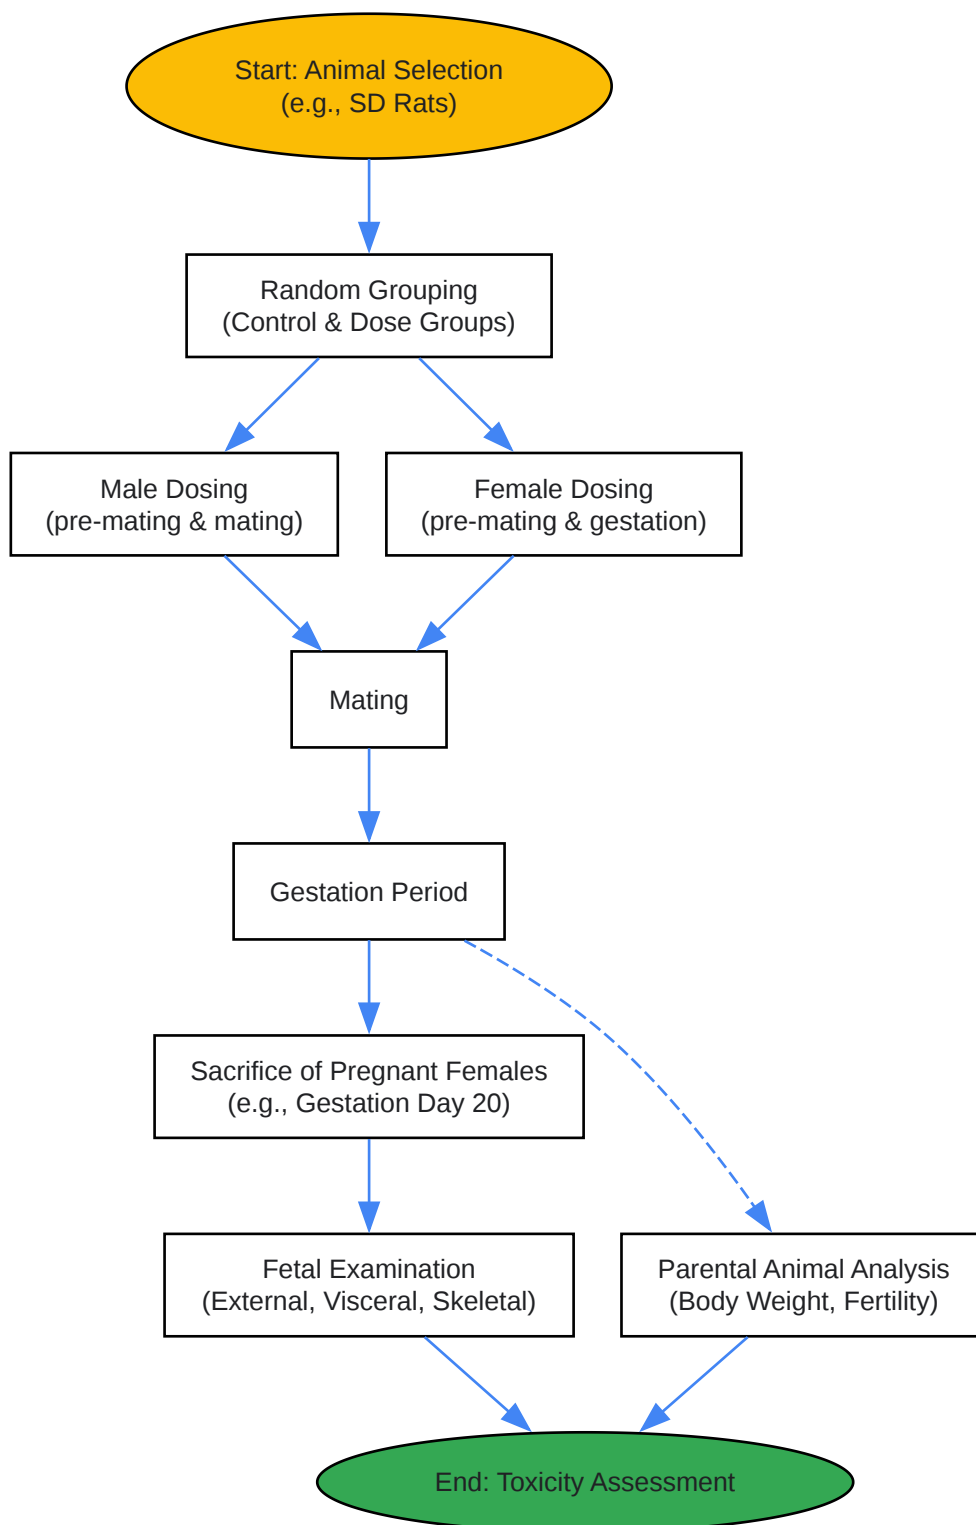 Start: Animal Selection
(e.g., SD Rats)
Random Grouping
(Control & Dose Groups)
Male Dosing
(pre-mating & mating)
Female Dosing
(pre-mating & gestation)
Mating
Gestation Period
Sacrifice of Pregnant Females
(e.g., Gestation Day 20)
Fetal Examination
(External, Visceral, Skeletal)
Parental Animal Analysis
(Body Weight, Fertility)
End: Toxicity Assessment